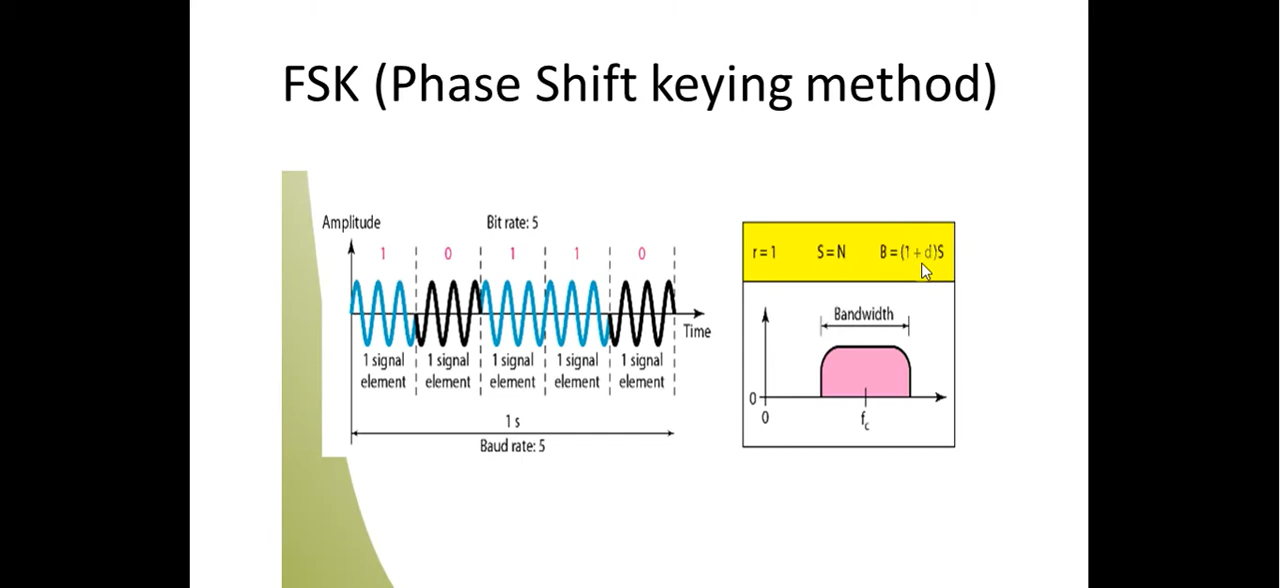 FSK (Phase Shift keying method)
Amplitude
Bit rate: 5
1 0 1 1 0
Time
1 signal element
1 signal element
1 signal element
1 signal element
1 signal element
1 s
Baud rate: 5
r = 1 S = N B = (1 + d)S
Bandwidth
0
0
fc